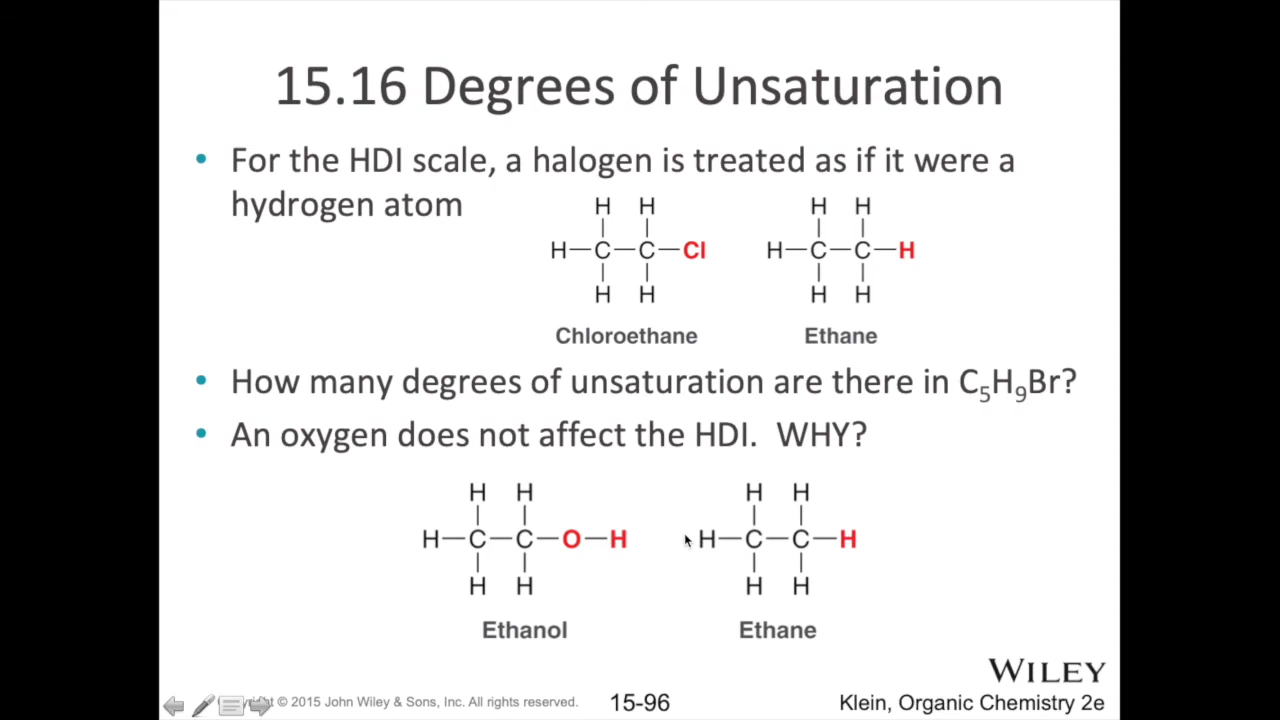 15.16 Degrees of Unsaturation
• For the HDI scale, a halogen is treated as if it were a
hydrogen atom
H H
H C C Cl
H H
Chloroethane
H H
H C C H
H H
Ethane
• How many degrees of unsaturation are there in C₅H₉Br?
• An oxygen does not affect the HDI. WHY?
H H
H C C O H
H H
Ethanol
H H
H C C H
H H
Ethane
WILEY
© 2015 John Wiley & Sons, Inc. All rights reserved.
15-96
Klein, Organic Chemistry 2e